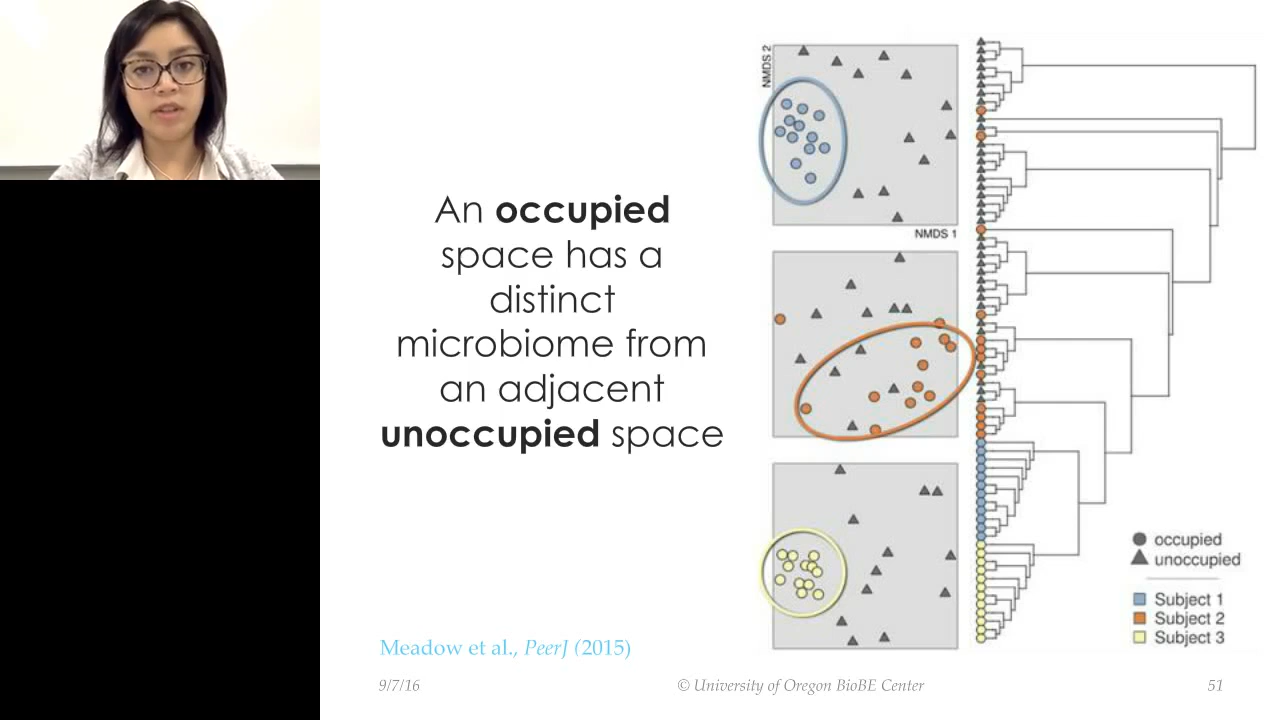 An occupied
space has a
distinct
microbiome from
an adjacent
unoccupied space
Meadow et al., PeerJ (2015)
NMDS 2
NMDS 1
occupied
unoccupied
Subject 1
Subject 2
Subject 3
9/7/16
© University of Oregon BioBE Center
51